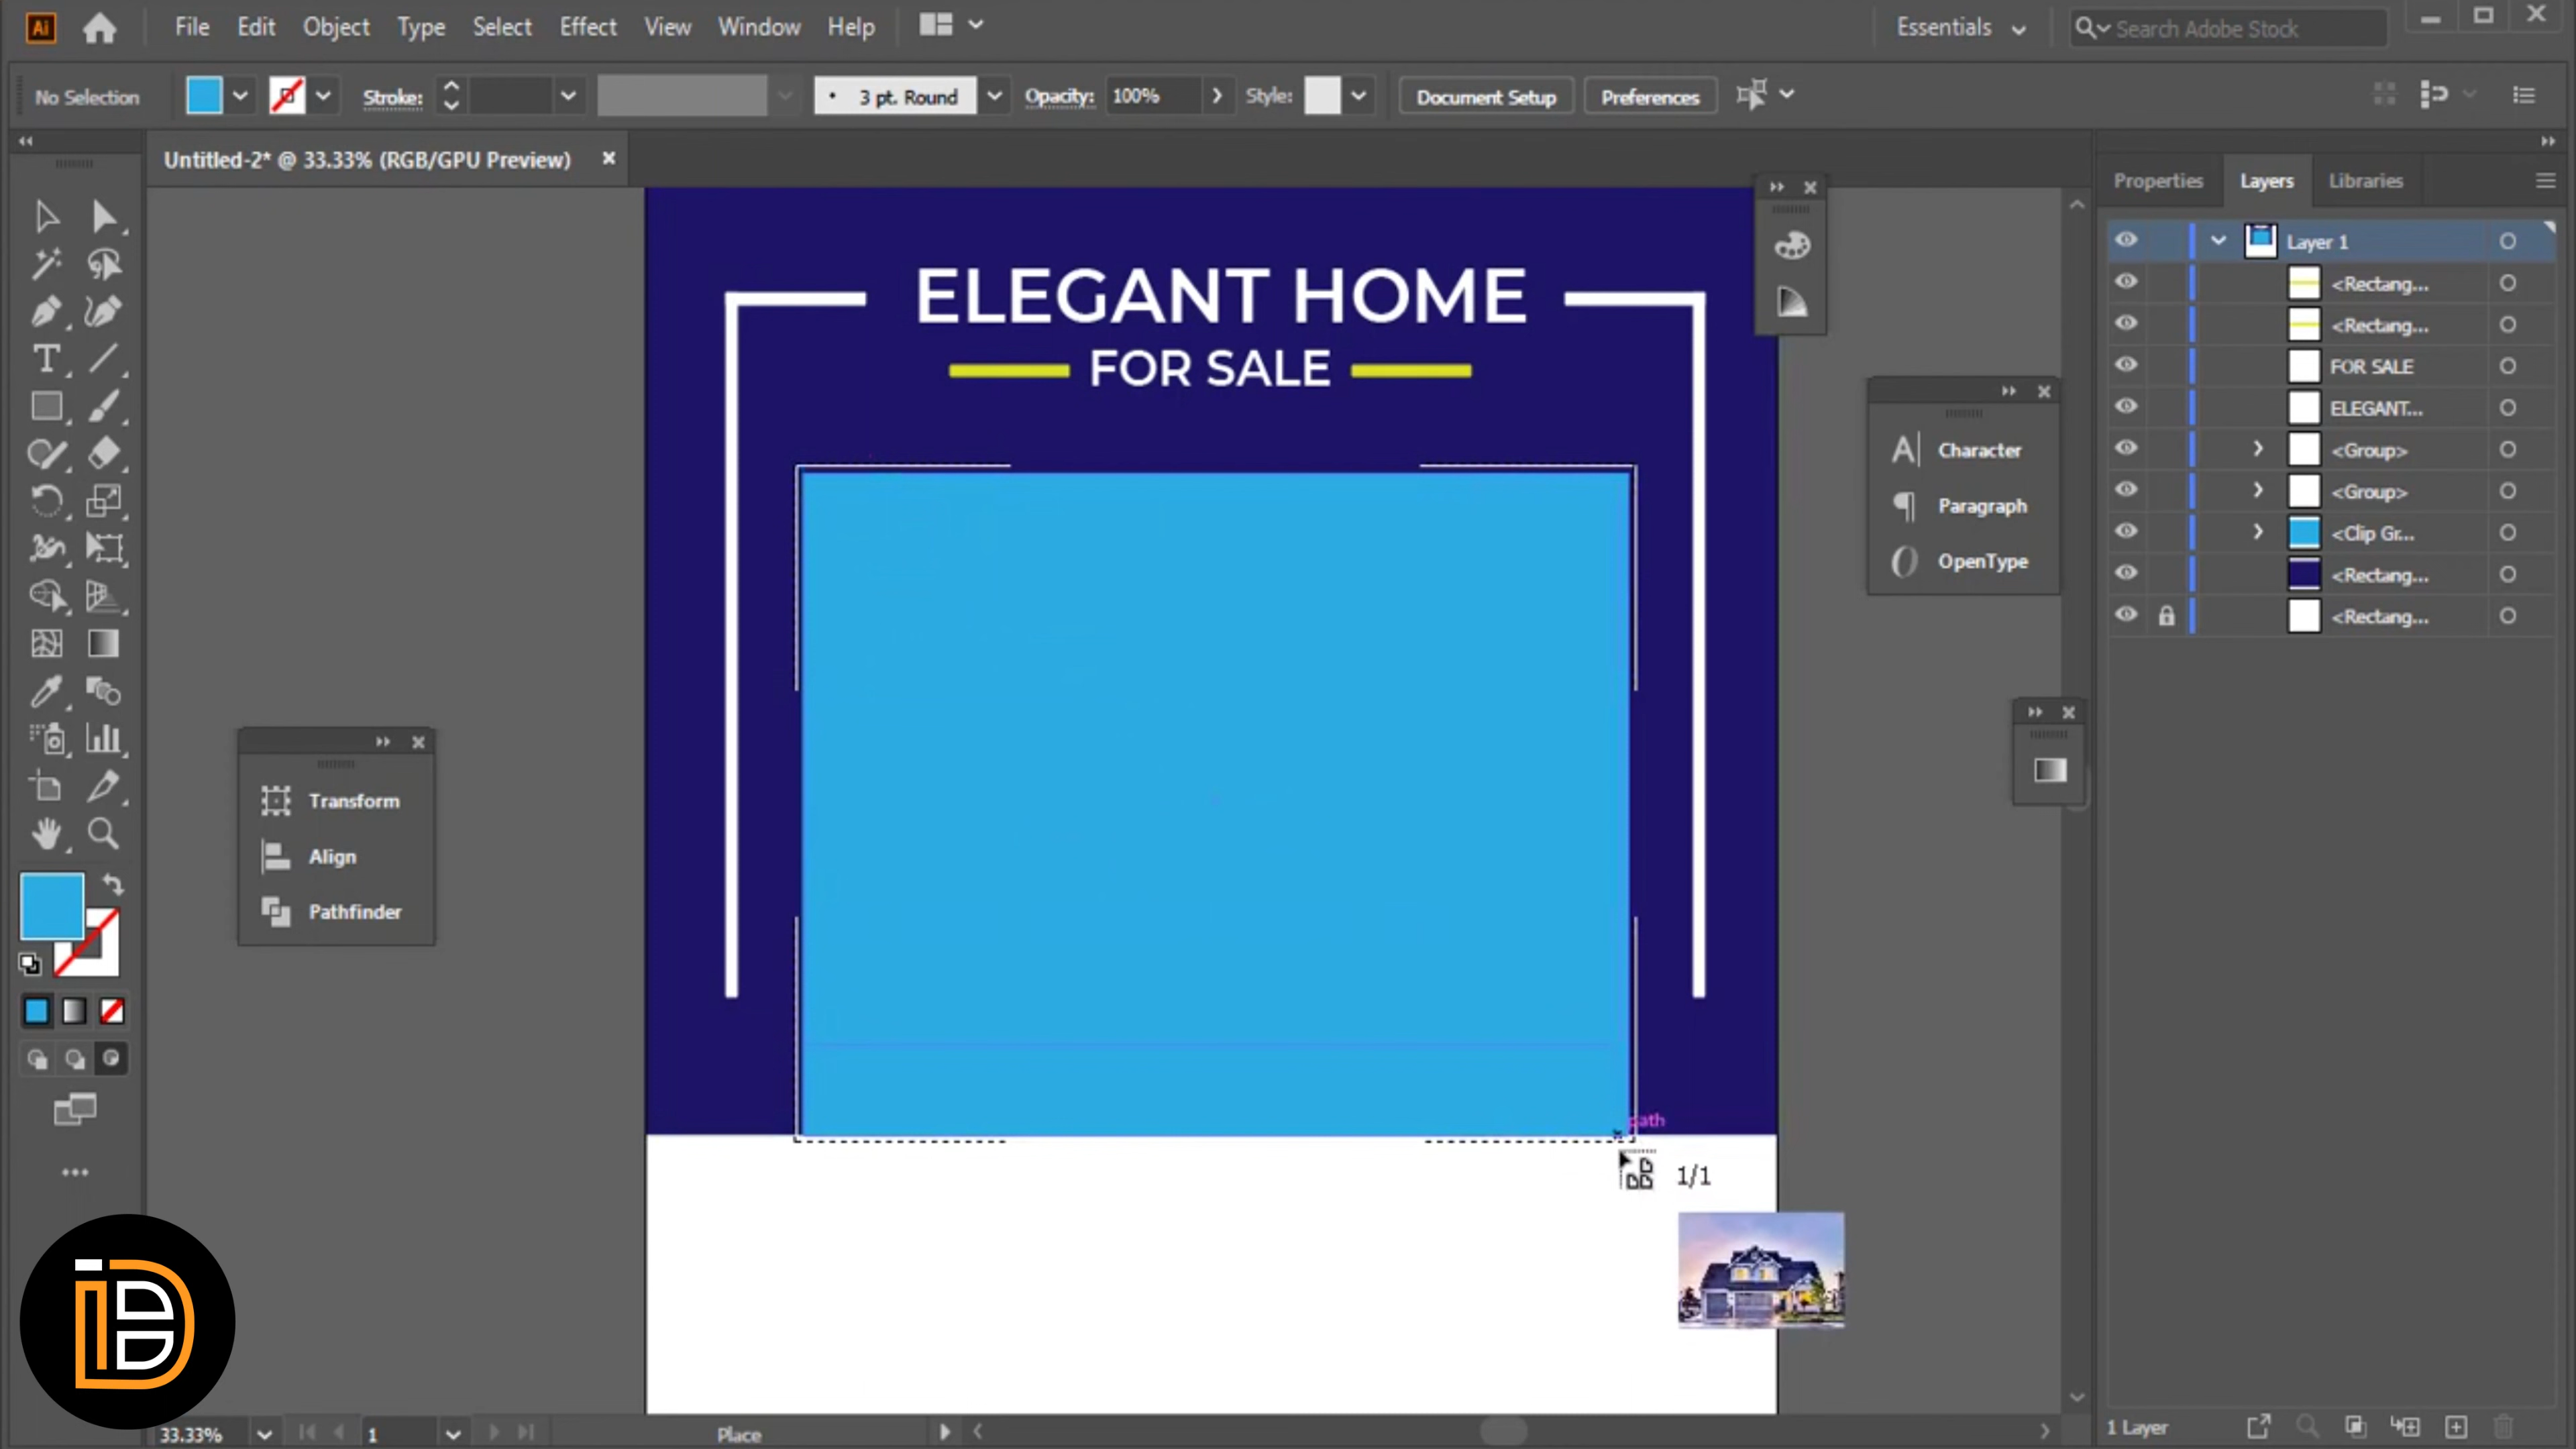 Ai
File Edit Object Type Select Effect View Window Help
Essentials
Search Adobe Stock
No Selection
Stroke:
3 pt. Round
Opacity: 100%
Style:
Document Setup
Preferences
Untitled-2* @ 33.33% (RGB/GPU Preview)
ELEGANT HOME
FOR SALE
path
1/1
Transform
Align
Pathfinder
A| Character
Paragraph
OpenType
Properties Layers Libraries
Layer 1
<Rectang...
<Rectang...
FOR SALE
ELEGANT...
<Group>
<Group>
<Clip Gr...
<Rectang...
<Rectang...
33.33%
1
Place
1 Layer